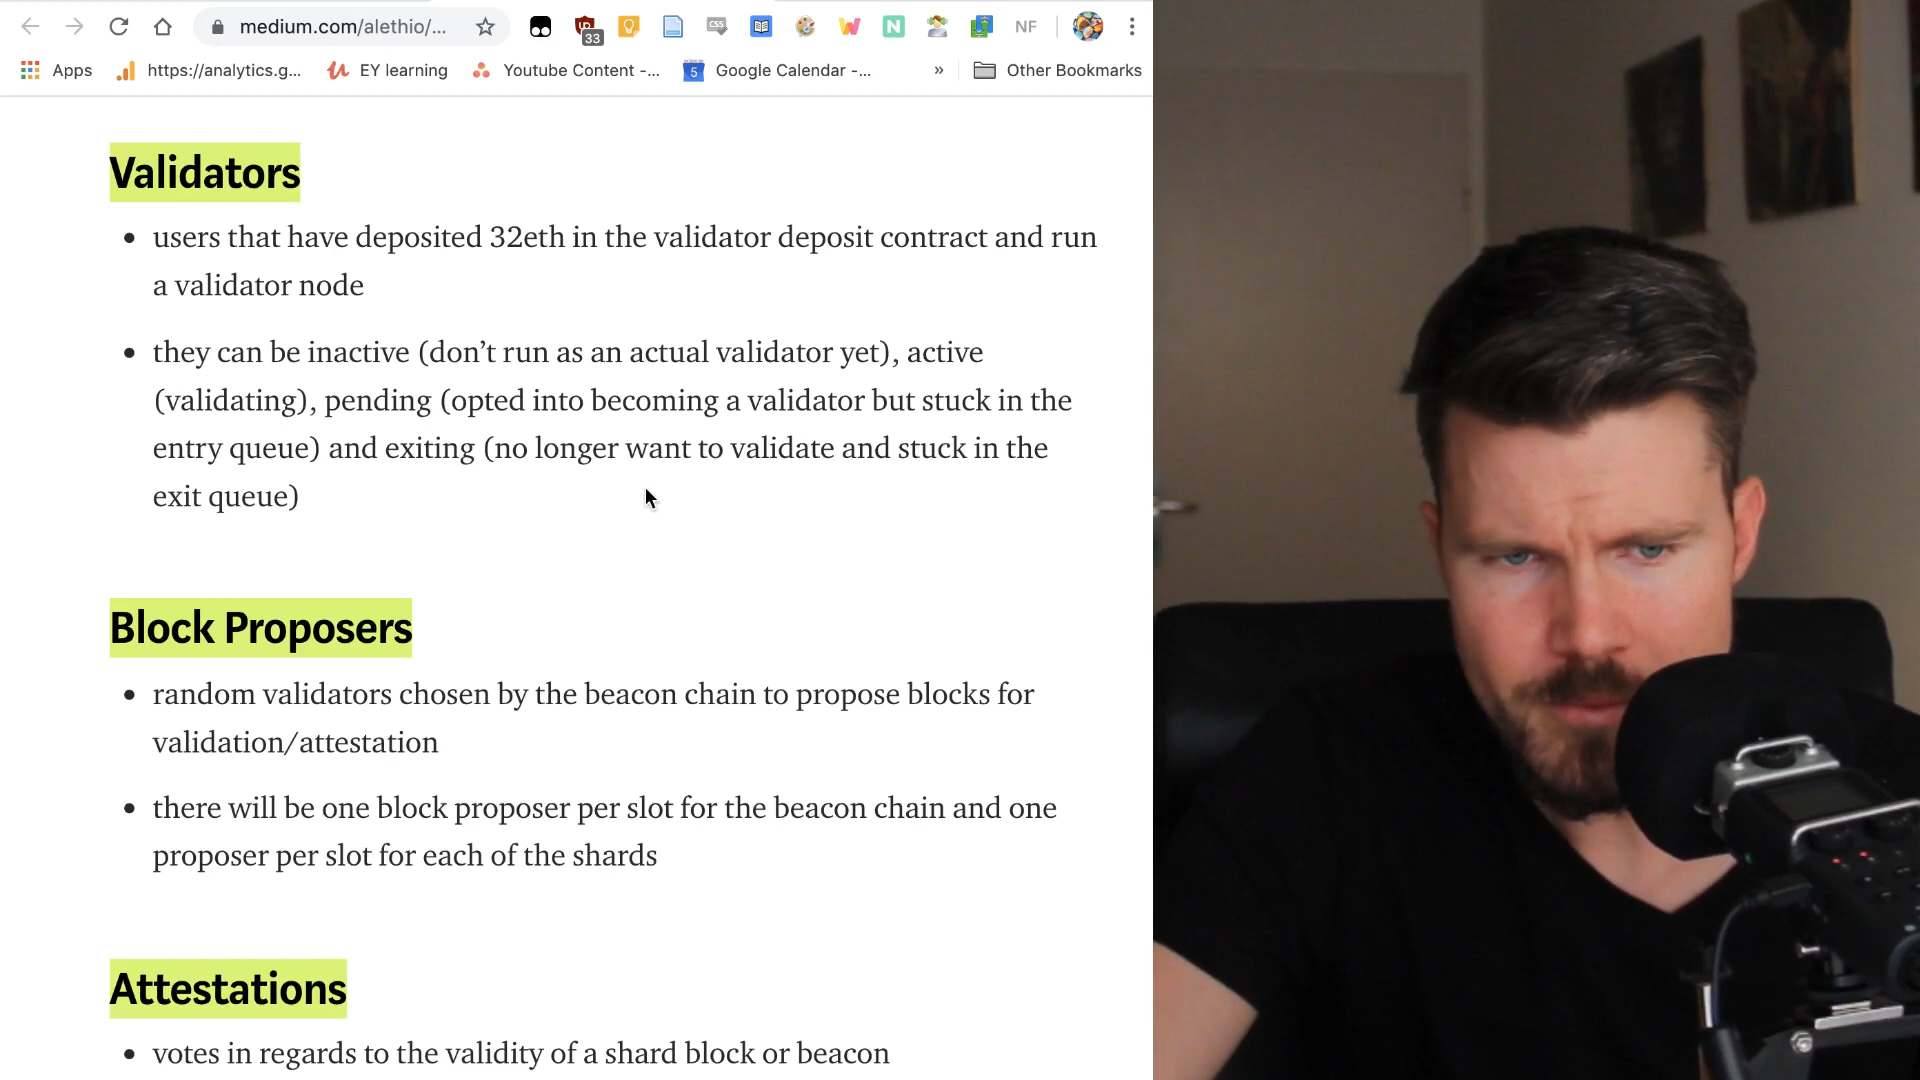 medium.com/alethio/...
33
CSS
NF
Apps
https://analytics.g...
EY learning
Youtube Content -...
5
Google Calendar -...
»
Other Bookmarks
Validators
• users that have deposited 32eth in the validator deposit contract and run
a validator node
• they can be inactive (don’t run as an actual validator yet), active
(validating), pending (opted into becoming a validator but stuck in the
entry queue) and exiting (no longer want to validate and stuck in the
exit queue)
Block Proposers
• random validators chosen by the beacon chain to propose blocks for
validation/attestation
• there will be one block proposer per slot for the beacon chain and one
proposer per slot for each of the shards
Attestations
• votes in regards to the validity of a shard block or beacon